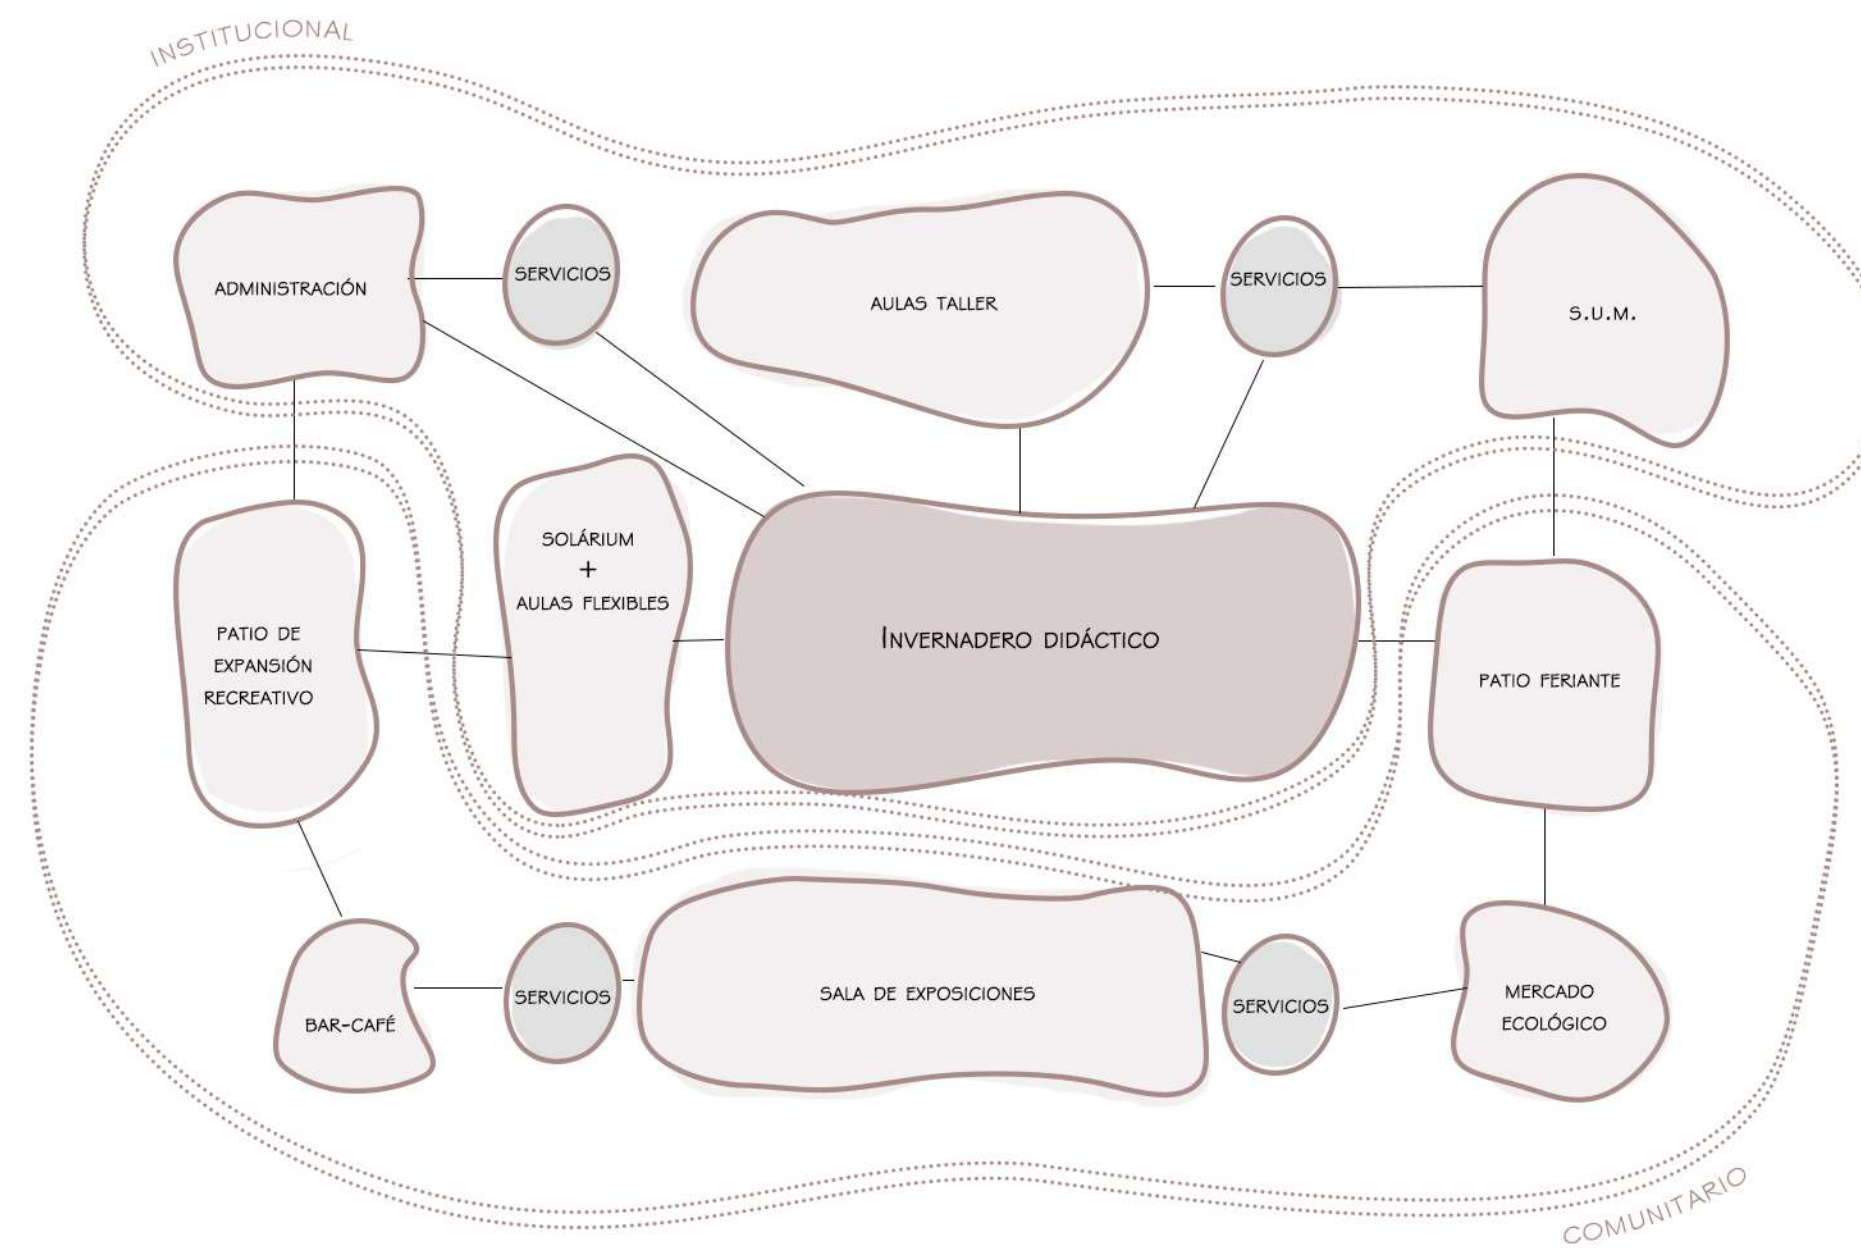 INSTITUCIONAL
ADMINISTRACIÓN
SERVICIOS
AULAS TALLER
SERVICIOS
S.U.M.
SOLÁRIUM
+
AULAS FLEXIBLES
PATIO DE
EXPANSIÓN
RECREATIVO
INVERNADERO DIDÁCTICO
PATIO FERIANTE
BAR-CAFÉ
SERVICIOS
SALA DE EXPOSICIONES
SERVICIOS
MERCADO
ECOLÓGICO
COMUNITARIO